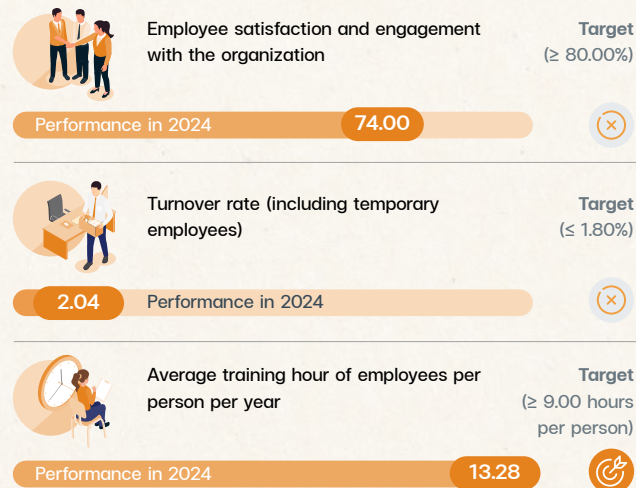 Employee satisfaction and engagement
with the organization
Target
(≥ 80.00%)
Performance in 2024
74.00
Turnover rate (including temporary
employees)
Target
(≤ 1.80%)
2.04
Performance in 2024
Average training hour of employees per
person per year
Target
(≥ 9.00 hours
per person)
Performance in 2024
13.28